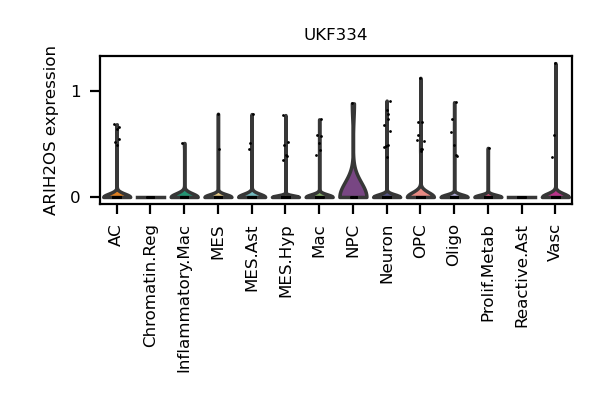 UKF334
ARIH2OS expression
1
0
AC
Chromatin.Reg
Inflammatory.Mac
MES
MES.Ast
MES.Hyp
Mac
NPC
Neuron
OPC
Oligo
Prolif.Metab
Reactive.Ast
Vasc